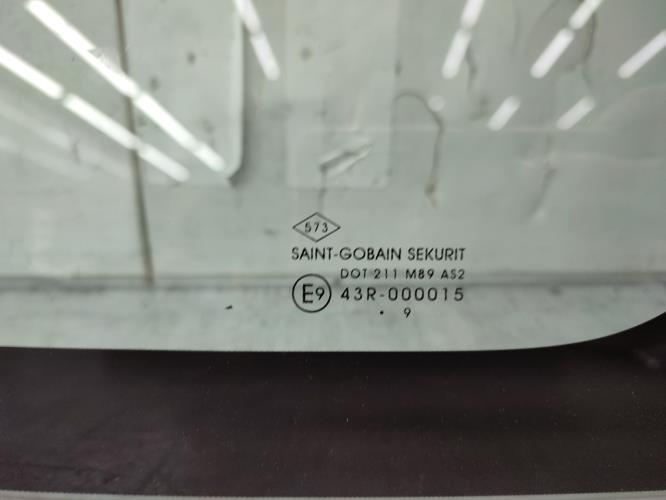 573
SAINT-GOBAIN SEKURIT
DOT 211 M89 AS2
E9 43R-000015
. 9